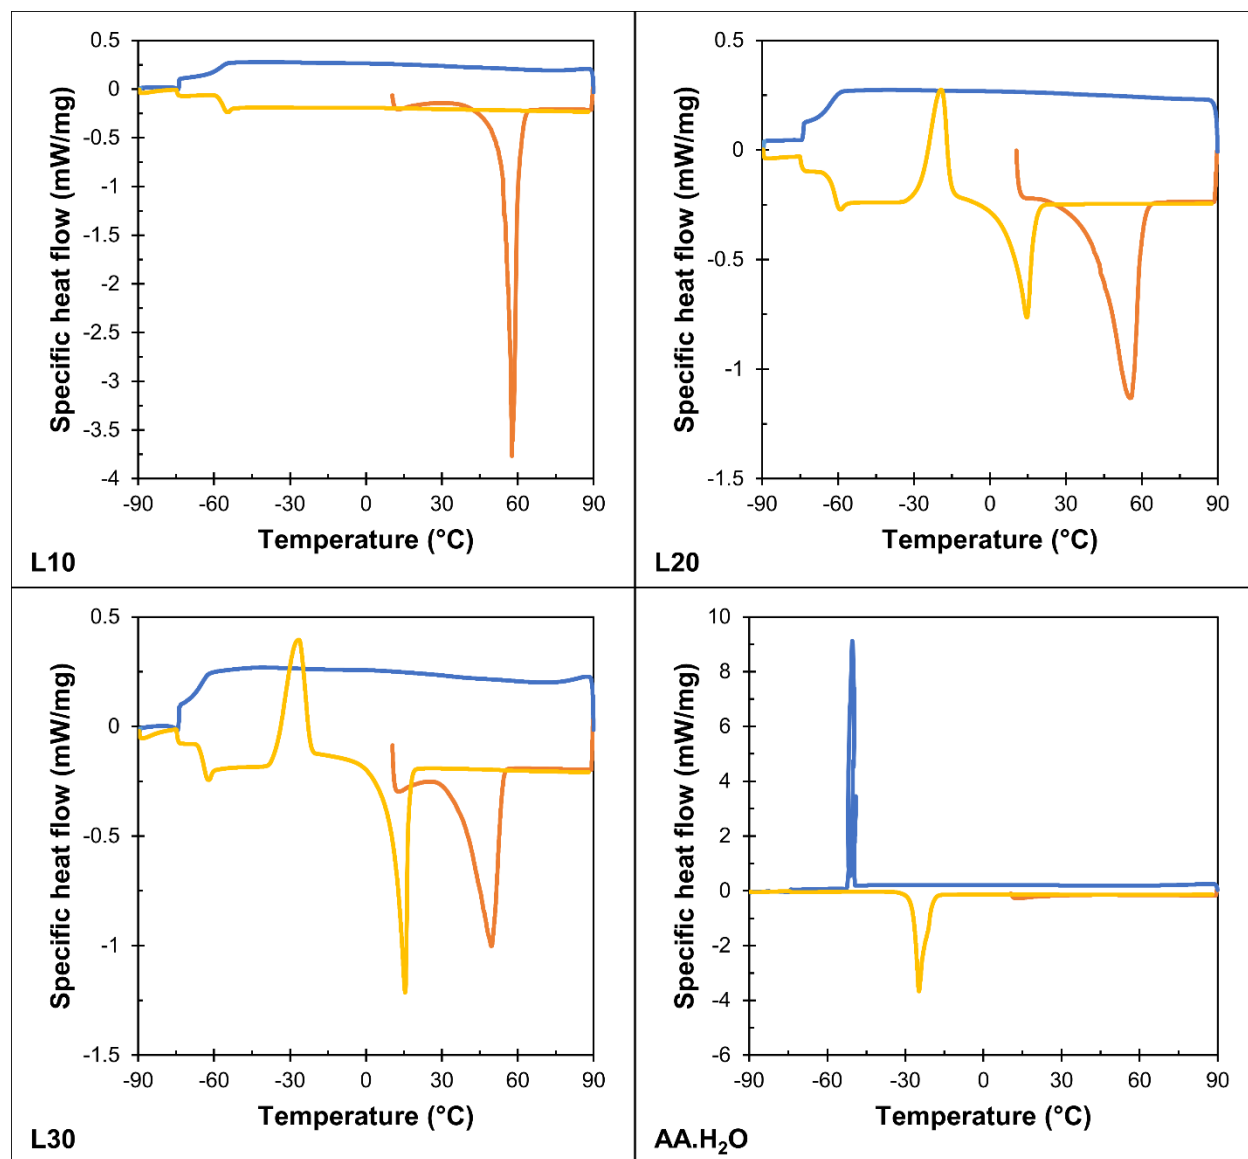 0.5
0
-0.5
-1
-1.5
-2
-2.5
-3
-3.5
-4
Specific heat flow (mW/mg)
-90 -60 -30 0 30 60 90
Temperature (°C)
L10
0.5
0
-0.5
-1
-1.5
Specific heat flow (mW/mg)
-90 -60 -30 0 30 60 90
Temperature (°C)
L20
0.5
0
-0.5
-1
-1.5
Specific heat flow (mW/mg)
-90 -60 -30 0 30 60 90
Temperature (°C)
L30
10
8
6
4
2
0
-2
-4
-6
Specific heat flow (mW/mg)
-90 -60 -30 0 30 60 90
Temperature (°C)
AA.H₂O